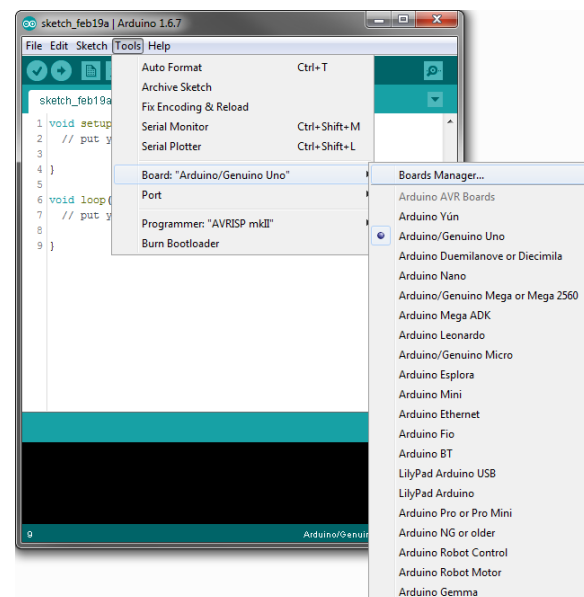 sketch_feb19a | Arduino 1.6.7
File Edit Sketch Tools Help
sketch_feb19a
Auto Format Ctrl+T
Archive Sketch
Fix Encoding & Reload
Serial Monitor Ctrl+Shift+M
Serial Plotter Ctrl+Shift+L
Board: "Arduino/Genuino Uno"
Port
Programmer: "AVRISP mkII"
Burn Bootloader
1 void setup
2 // put y
3
4 }
5
6 void loop(
7 // put y
8
9 }
Boards Manager...
Arduino AVR Boards
Arduino Yún
Arduino/Genuino Uno
Arduino Duemilanove or Diecimila
Arduino Nano
Arduino/Genuino Mega or Mega 2560
Arduino Mega ADK
Arduino Leonardo
Arduino/Genuino Micro
Arduino Esplora
Arduino Mini
Arduino Ethernet
Arduino Fio
Arduino BT
LilyPad Arduino USB
LilyPad Arduino
Arduino Pro or Pro Mini
Arduino NG or older
Arduino Robot Control
Arduino Robot Motor
Arduino Gemma
9 Arduino/Genuin